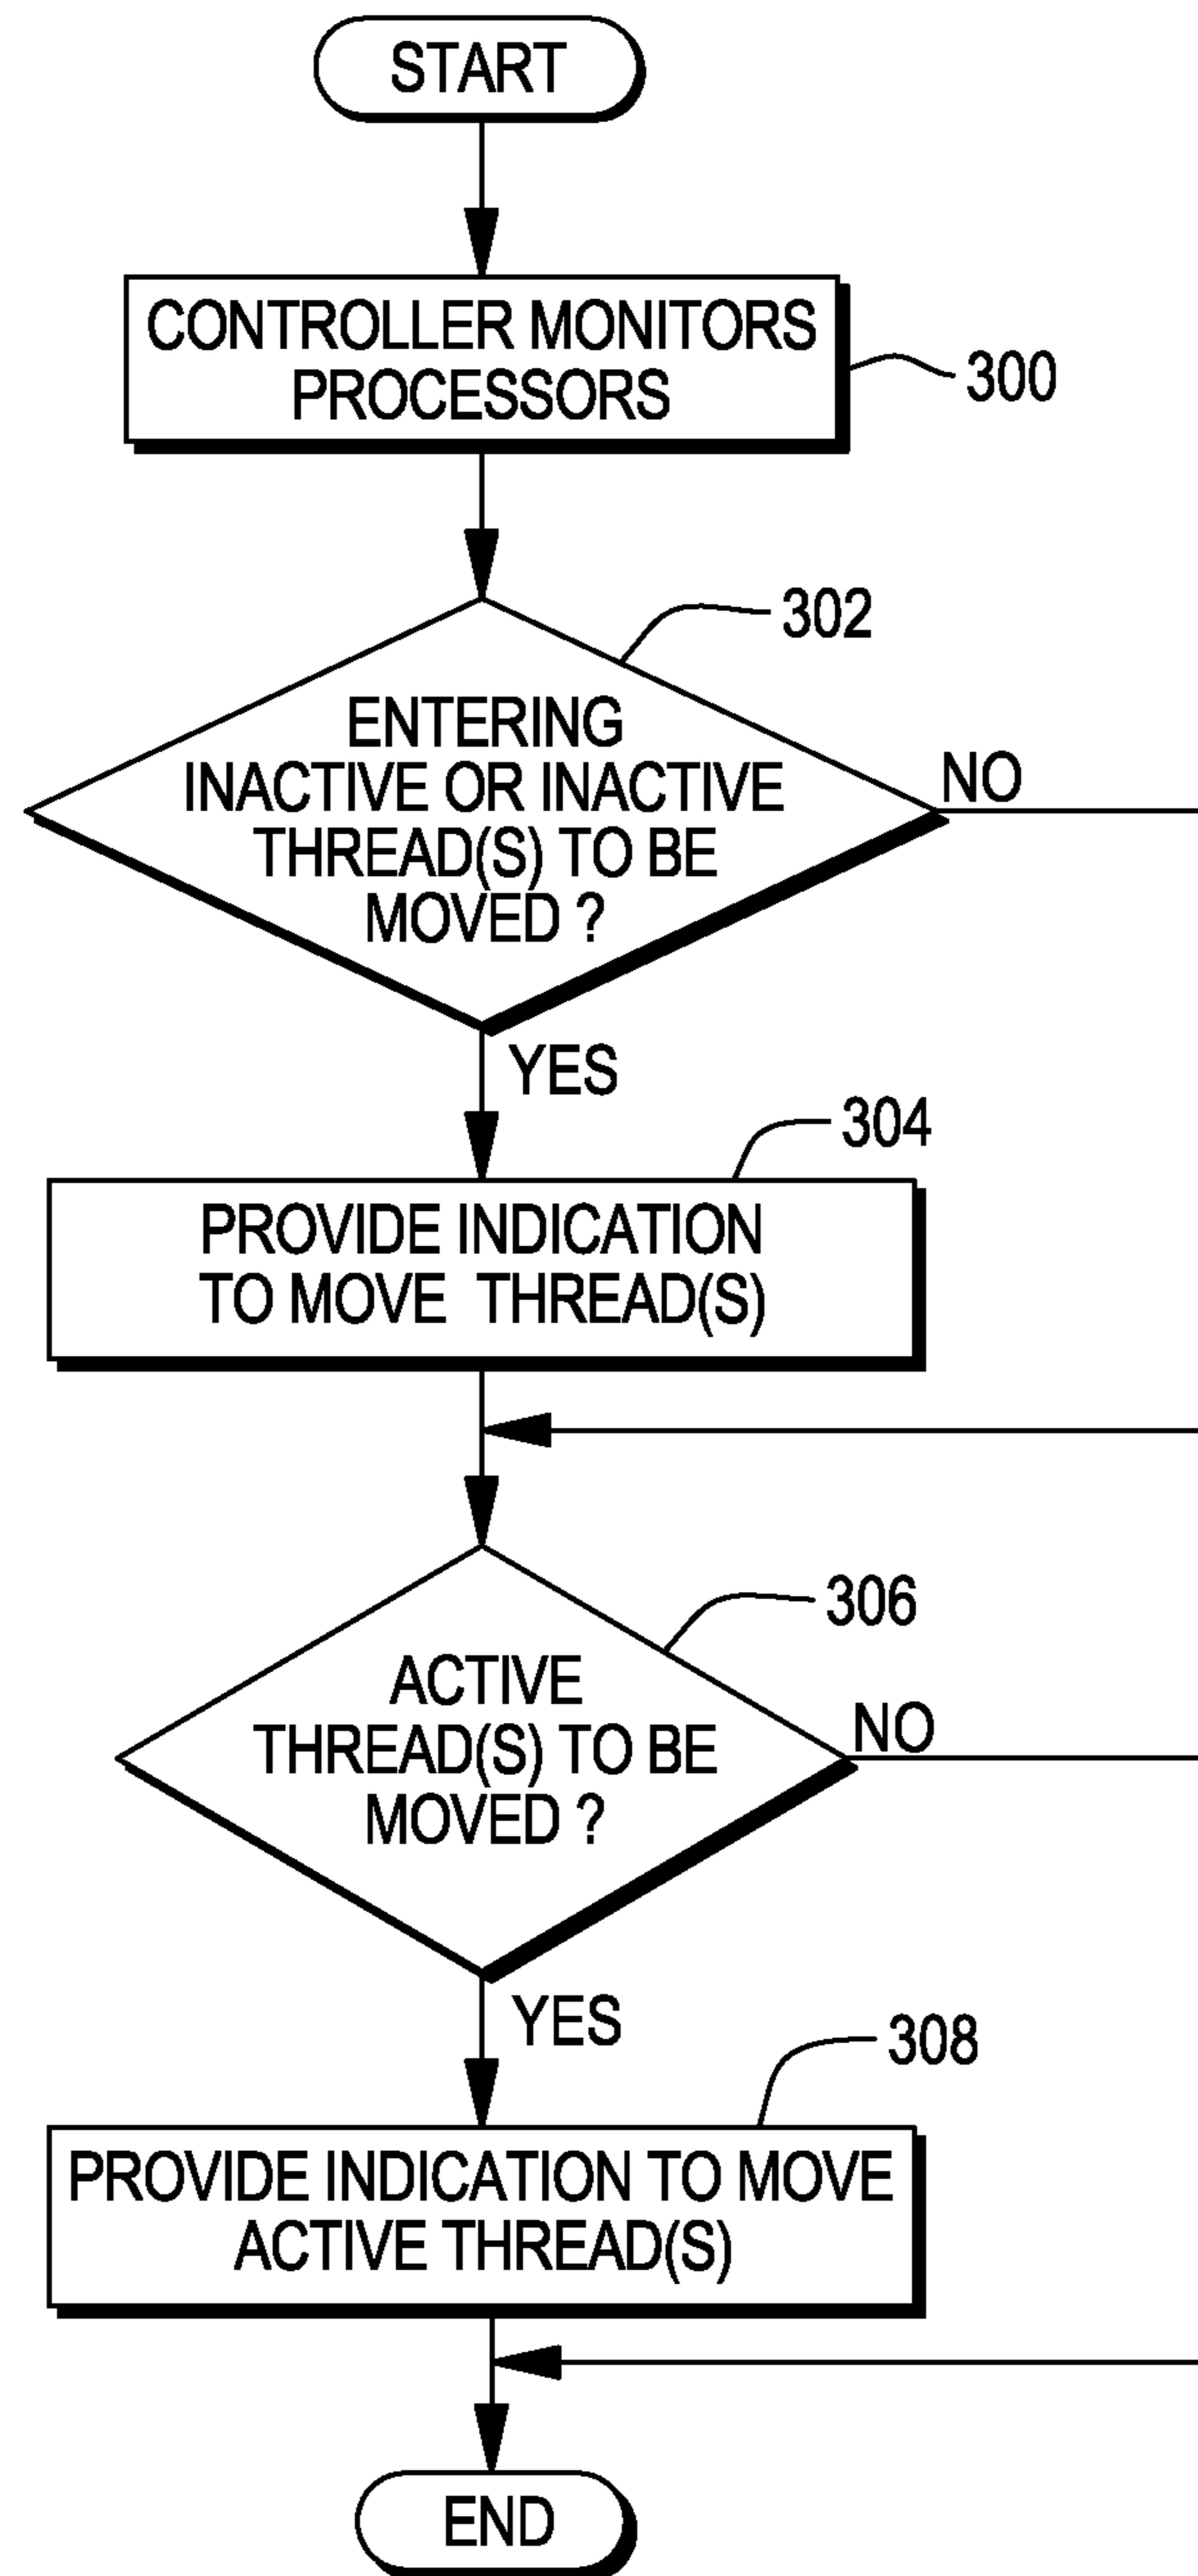 START
CONTROLLER MONITORS
PROCESSORS
300
302
ENTERING
INACTIVE OR INACTIVE
THREAD(S) TO BE
MOVED ?
NO
YES
304
PROVIDE INDICATION
TO MOVE THREAD(S)
306
ACTIVE
THREAD(S) TO BE
MOVED ?
NO
YES
308
PROVIDE INDICATION TO MOVE
ACTIVE THREAD(S)
END